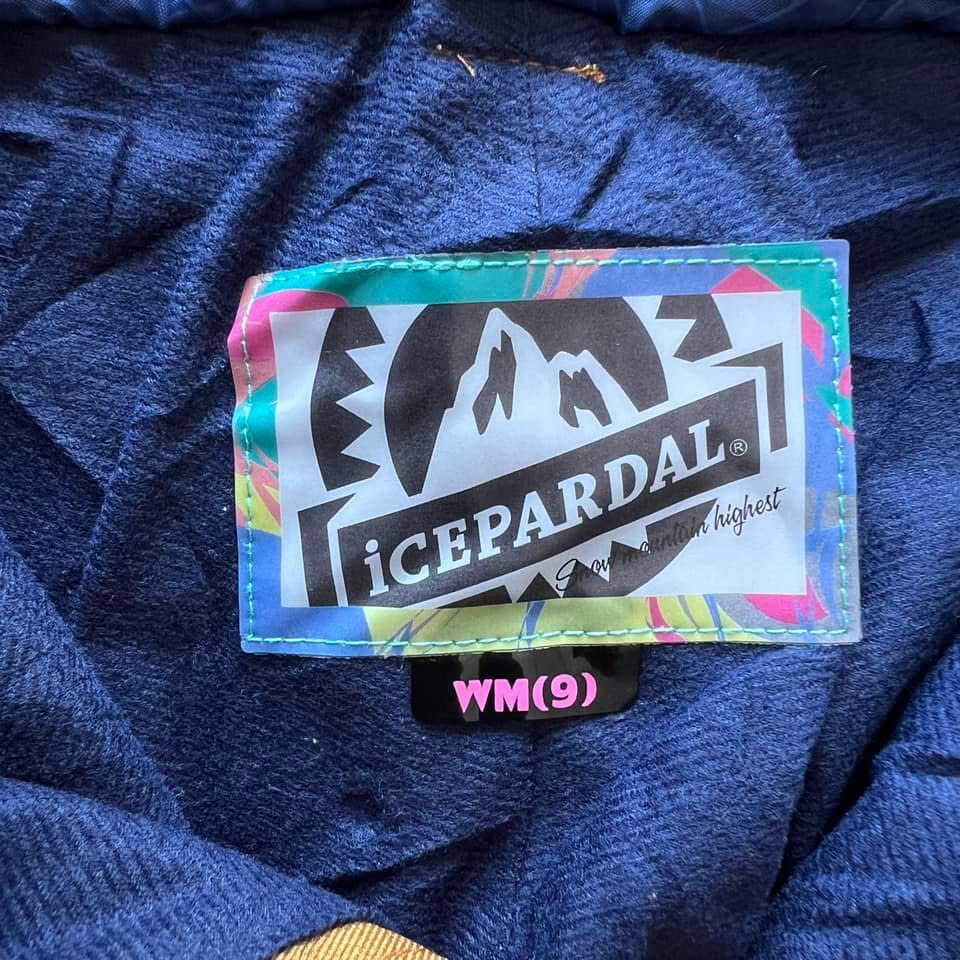 iCEPARDAL®
Snow mountain highest
WM(9)